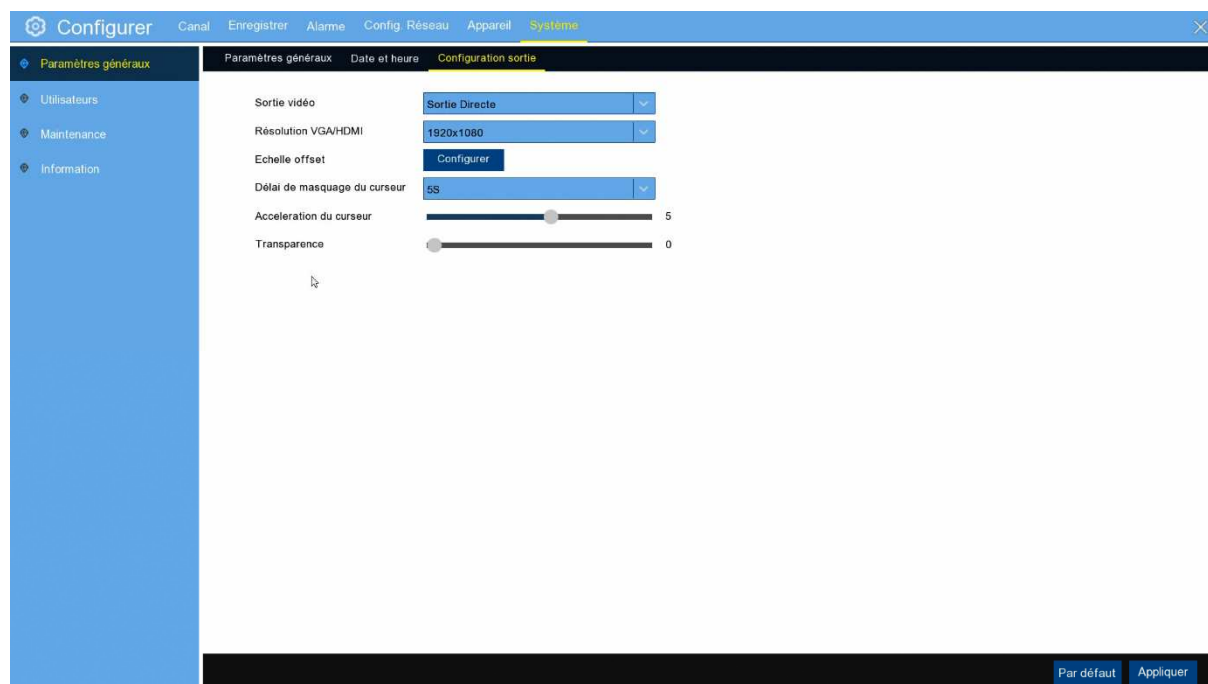 Configurer Canal Enregistrer Alarme Config. Réseau Appareil Système
Paramètres généraux
Utilisateurs
Maintenance
Information
Paramètres généraux Date et heure Configuration sortie
Sortie vidéo Sortie Directe
Résolution VGA/HDMI 1920x1080
Echelle offset Configurer
Délai de masquage du curseur 5S
Acceleration du curseur 5
Transparence 0
Par défaut Appliquer